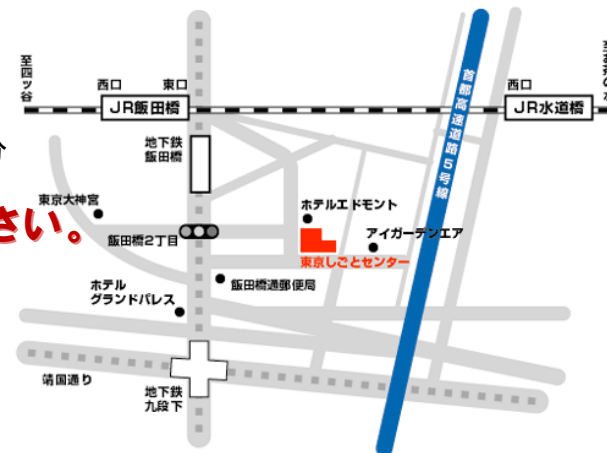 至四ッ谷
西口
東口
JR飯田橋
西口
JR水道橋
首都高速道路5号線
地下鉄
飯田橋
分
東京大神宮
さい。
飯田橋2丁目
ホテルエドモント
アイガーデンエア
東京しごとセンター
ホテル
グランドパレス
飯田橋通郵便局
靖国通り
地下鉄
九段下